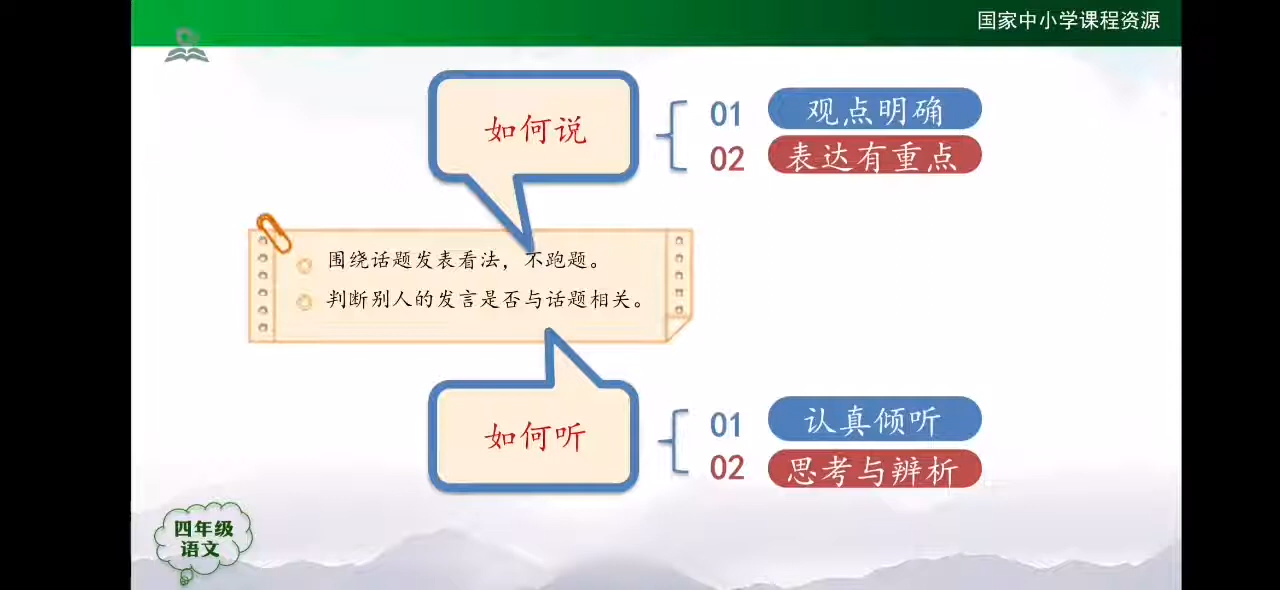 国家中小学课程资源
如何说
01 观点明确
02 表达有重点
围绕话题发表看法，不跑题。
判断别人的发言是否与话题相关。
如何听
01 认真倾听
02 思考与辨析
四年级
语文